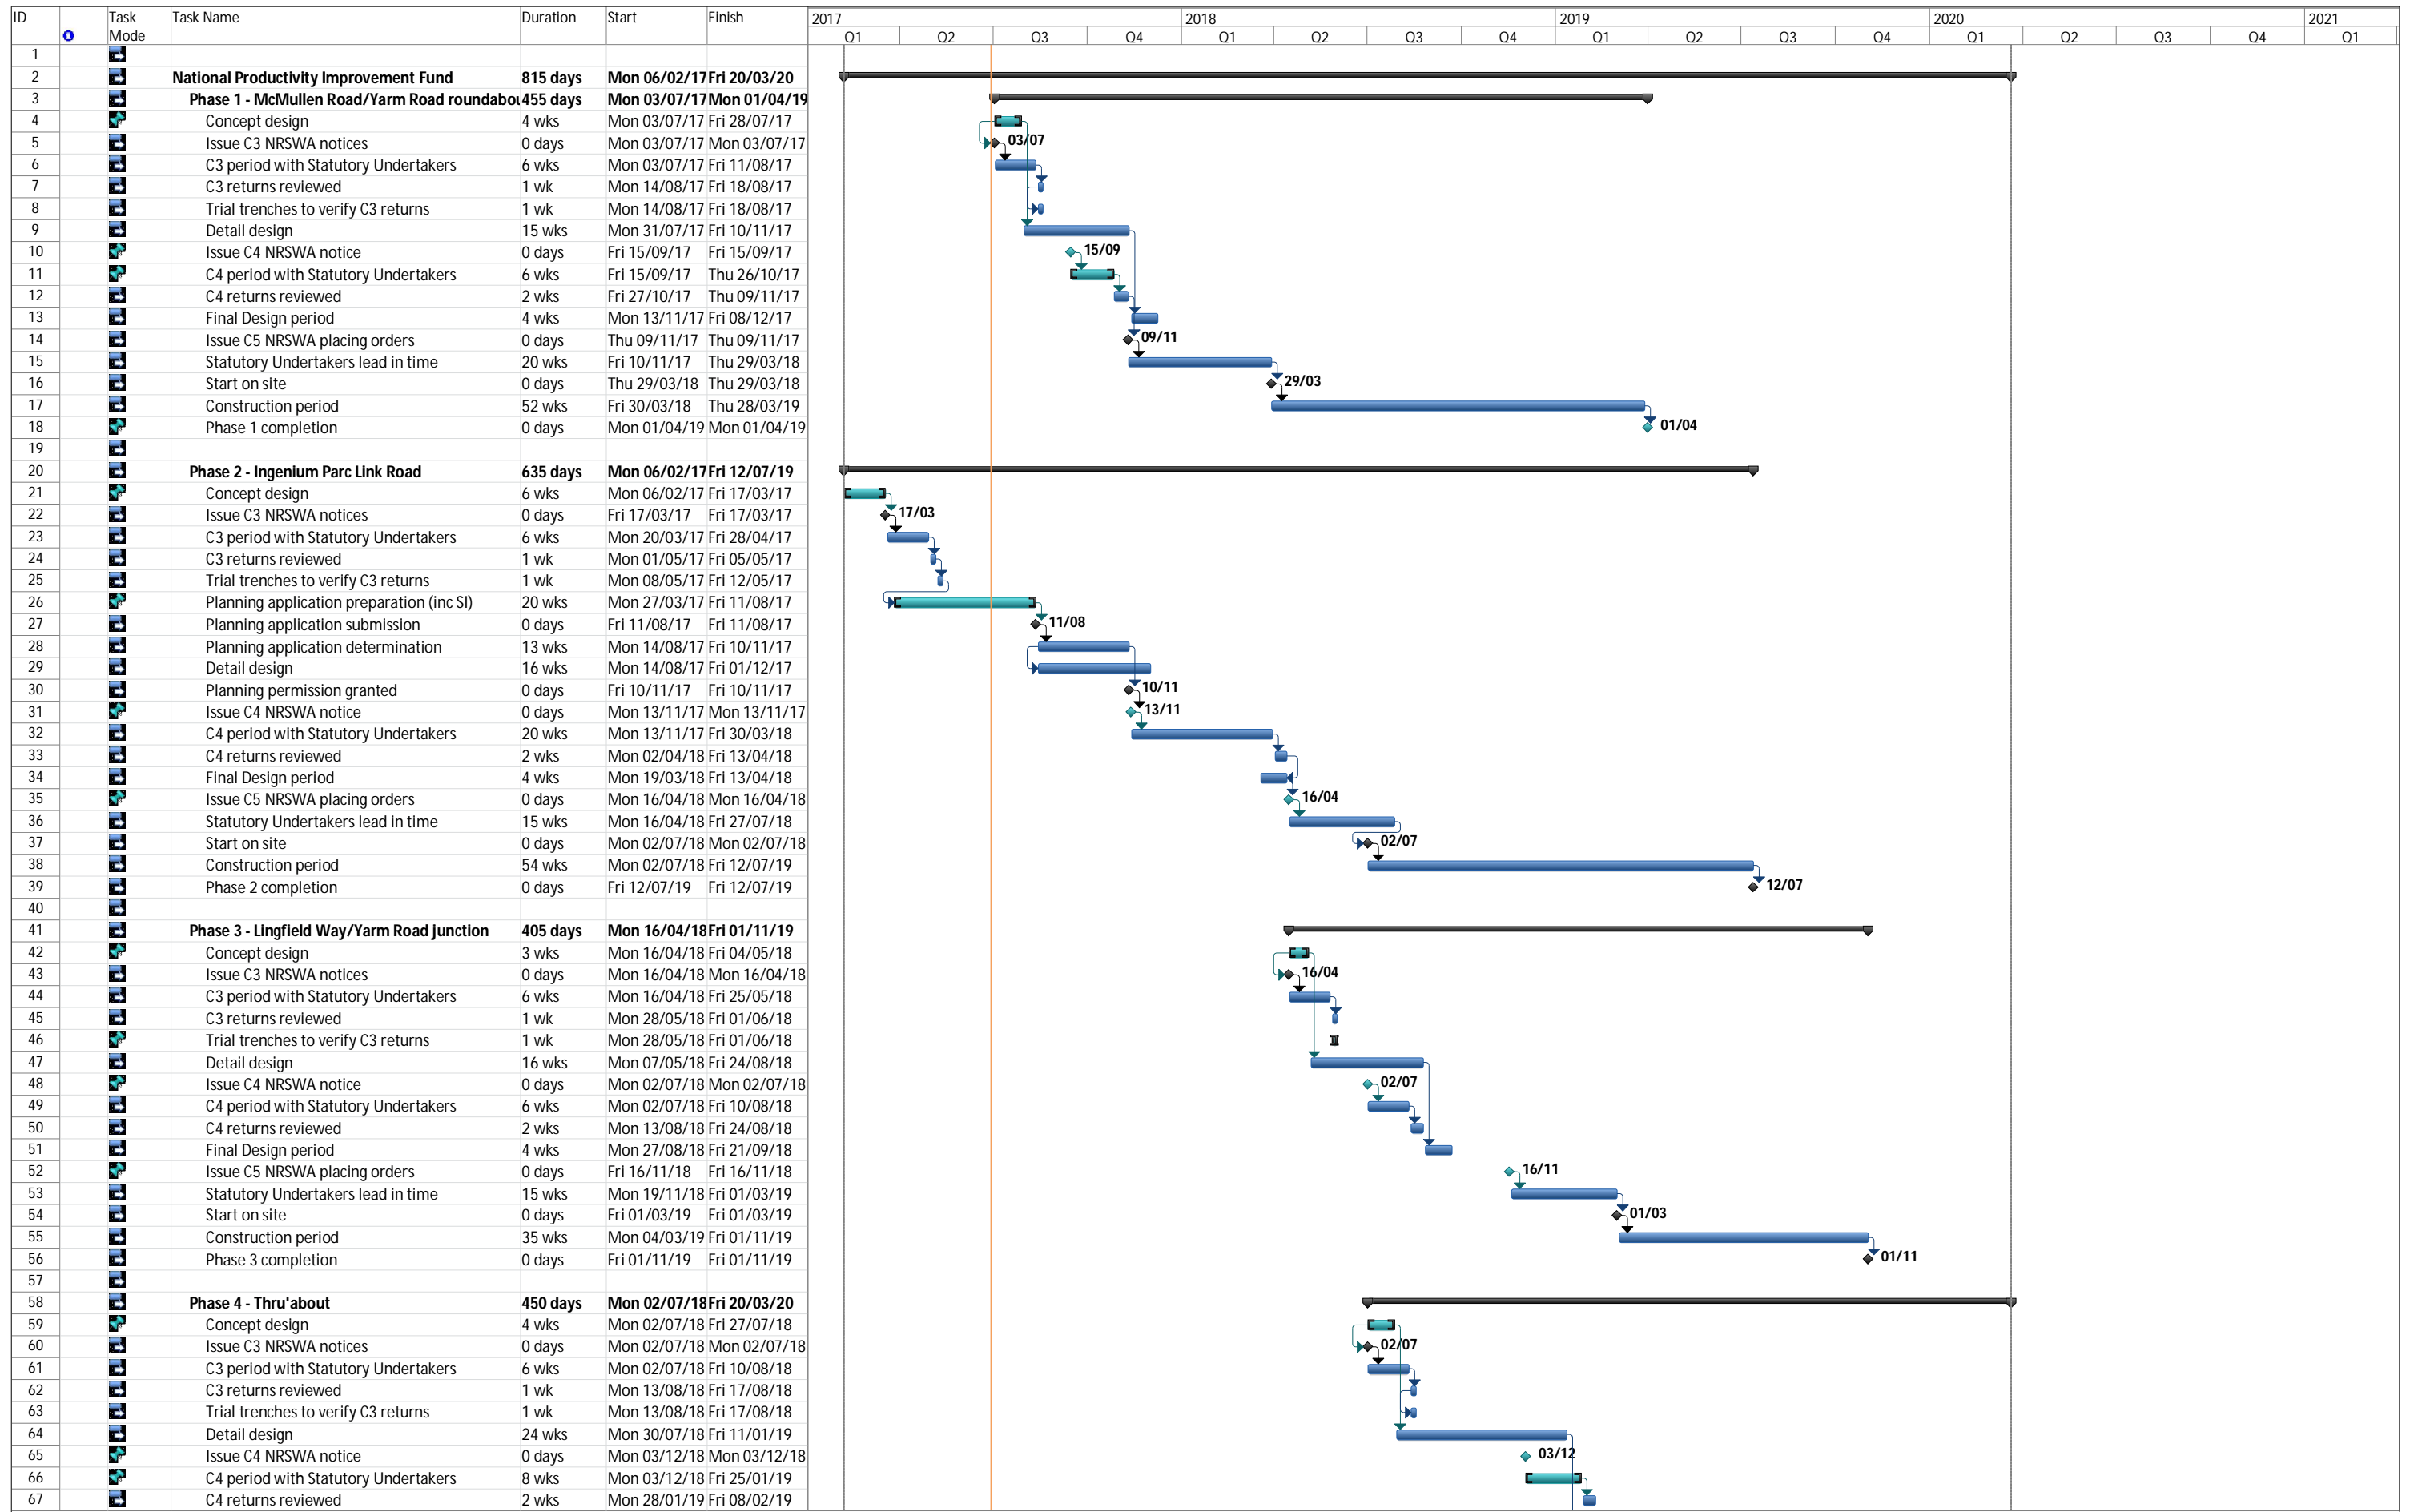 ID Task Mode Task Name Duration Start Finish 2017 2018 2019 2020 2021
Q1 Q2 Q3 Q4 Q1 Q2 Q3 Q4 Q1 Q2 Q3 Q4 Q1 Q2 Q3 Q4 Q1
1
2 National Productivity Improvement Fund 815 days Mon 06/02/17 Fri 20/03/20
3 Phase 1 - McMullen Road/Yarm Road roundabou 455 days Mon 03/07/17 Mon 01/04/19
4 Concept design 4 wks Mon 03/07/17 Fri 28/07/17
5 Issue C3 NRSWA notices 0 days Mon 03/07/17 Mon 03/07/17 03/07
6 C3 period with Statutory Undertakers 6 wks Mon 03/07/17 Fri 11/08/17
7 C3 returns reviewed 1 wk Mon 14/08/17 Fri 18/08/17
8 Trial trenches to verify C3 returns 1 wk Mon 14/08/17 Fri 18/08/17
9 Detail design 15 wks Mon 31/07/17 Fri 10/11/17
10 Issue C4 NRSWA notice 0 days Fri 15/09/17 Fri 15/09/17 15/09
11 C4 period with Statutory Undertakers 6 wks Fri 15/09/17 Thu 26/10/17
12 C4 returns reviewed 2 wks Fri 27/10/17 Thu 09/11/17
13 Final Design period 4 wks Mon 13/11/17 Fri 08/12/17
14 Issue C5 NRSWA placing orders 0 days Thu 09/11/17 Thu 09/11/17 09/11
15 Statutory Undertakers lead in time 20 wks Fri 10/11/17 Thu 29/03/18
16 Start on site 0 days Thu 29/03/18 Thu 29/03/18 29/03
17 Construction period 52 wks Fri 30/03/18 Thu 28/03/19
18 Phase 1 completion 0 days Mon 01/04/19 Mon 01/04/19 01/04
19
20 Phase 2 - Ingenium Parc Link Road 635 days Mon 06/02/17 Fri 12/07/19
21 Concept design 6 wks Mon 06/02/17 Fri 17/03/17
22 Issue C3 NRSWA notices 0 days Fri 17/03/17 Fri 17/03/17 17/03
23 C3 period with Statutory Undertakers 6 wks Mon 20/03/17 Fri 28/04/17
24 C3 returns reviewed 1 wk Mon 01/05/17 Fri 05/05/17
25 Trial trenches to verify C3 returns 1 wk Mon 08/05/17 Fri 12/05/17
26 Planning application preparation (inc SI) 20 wks Mon 27/03/17 Fri 11/08/17
27 Planning application submission 0 days Fri 11/08/17 Fri 11/08/17 11/08
28 Planning application determination 13 wks Mon 14/08/17 Fri 10/11/17
29 Detail design 16 wks Mon 14/08/17 Fri 01/12/17
30 Planning permission granted 0 days Fri 10/11/17 Fri 10/11/17 10/11
31 Issue C4 NRSWA notice 0 days Mon 13/11/17 Mon 13/11/17 13/11
32 C4 period with Statutory Undertakers 20 wks Mon 13/11/17 Fri 30/03/18
33 C4 returns reviewed 2 wks Mon 02/04/18 Fri 13/04/18
34 Final Design period 4 wks Mon 19/03/18 Fri 13/04/18
35 Issue C5 NRSWA placing orders 0 days Mon 16/04/18 Mon 16/04/18 16/04
36 Statutory Undertakers lead in time 15 wks Mon 16/04/18 Fri 27/07/18
37 Start on site 0 days Mon 02/07/18 Mon 02/07/18 02/07
38 Construction period 54 wks Mon 02/07/18 Fri 12/07/19
39 Phase 2 completion 0 days Fri 12/07/19 Fri 12/07/19 12/07
40
41 Phase 3 - Lingfield Way/Yarm Road junction 405 days Mon 16/04/18 Fri 01/11/19
42 Concept design 3 wks Mon 16/04/18 Fri 04/05/18
43 Issue C3 NRSWA notices 0 days Mon 16/04/18 Mon 16/04/18 16/04
44 C3 period with Statutory Undertakers 6 wks Mon 16/04/18 Fri 25/05/18
45 C3 returns reviewed 1 wk Mon 28/05/18 Fri 01/06/18
46 Trial trenches to verify C3 returns 1 wk Mon 28/05/18 Fri 01/06/18
47 Detail design 16 wks Mon 07/05/18 Fri 24/08/18
48 Issue C4 NRSWA notice 0 days Mon 02/07/18 Mon 02/07/18 02/07
49 C4 period with Statutory Undertakers 6 wks Mon 02/07/18 Fri 10/08/18
50 C4 returns reviewed 2 wks Mon 13/08/18 Fri 24/08/18
51 Final Design period 4 wks Mon 27/08/18 Fri 21/09/18
52 Issue C5 NRSWA placing orders 0 days Fri 16/11/18 Fri 16/11/18 16/11
53 Statutory Undertakers lead in time 15 wks Mon 19/11/18 Fri 01/03/19
54 Start on site 0 days Fri 01/03/19 Fri 01/03/19 01/03
55 Construction period 35 wks Mon 04/03/19 Fri 01/11/19
56 Phase 3 completion 0 days Fri 01/11/19 Fri 01/11/19 01/11
57
58 Phase 4 - Thru'about 450 days Mon 02/07/18 Fri 20/03/20
59 Concept design 4 wks Mon 02/07/18 Fri 27/07/18
60 Issue C3 NRSWA notices 0 days Mon 02/07/18 Mon 02/07/18 02/07
61 C3 period with Statutory Undertakers 6 wks Mon 02/07/18 Fri 10/08/18
62 C3 returns reviewed 1 wk Mon 13/08/18 Fri 17/08/18
63 Trial trenches to verify C3 returns 1 wk Mon 13/08/18 Fri 17/08/18
64 Detail design 24 wks Mon 30/07/18 Fri 11/01/19
65 Issue C4 NRSWA notice 0 days Mon 03/12/18 Mon 03/12/18 03/12
66 C4 period with Statutory Undertakers 8 wks Mon 03/12/18 Fri 25/01/19
67 C4 returns reviewed 2 wks Mon 28/01/19 Fri 08/02/19